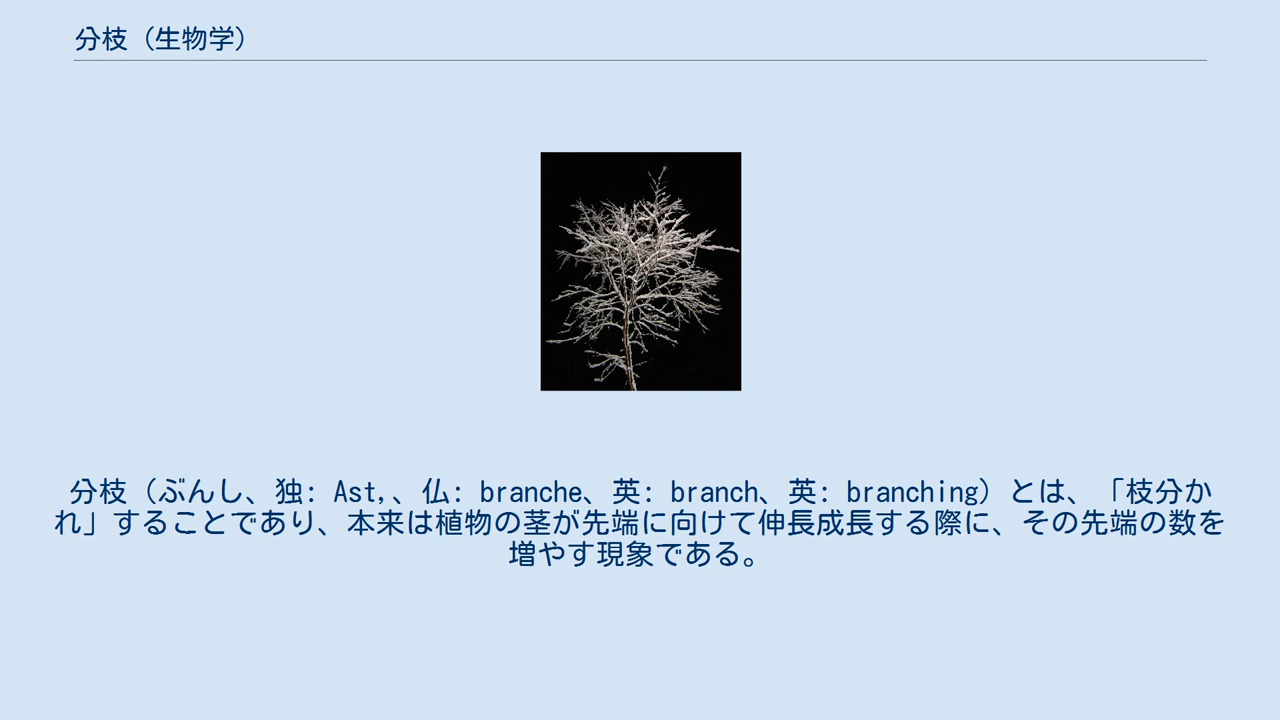 分枝（生物学）
分枝（ぶんし、独: Ast,、仏: branche、英: branch、英: branching）とは、「枝分か
れ」することであり、本来は植物の茎が先端に向けて伸長成長する際に、その先端の数を
増やす現象である。